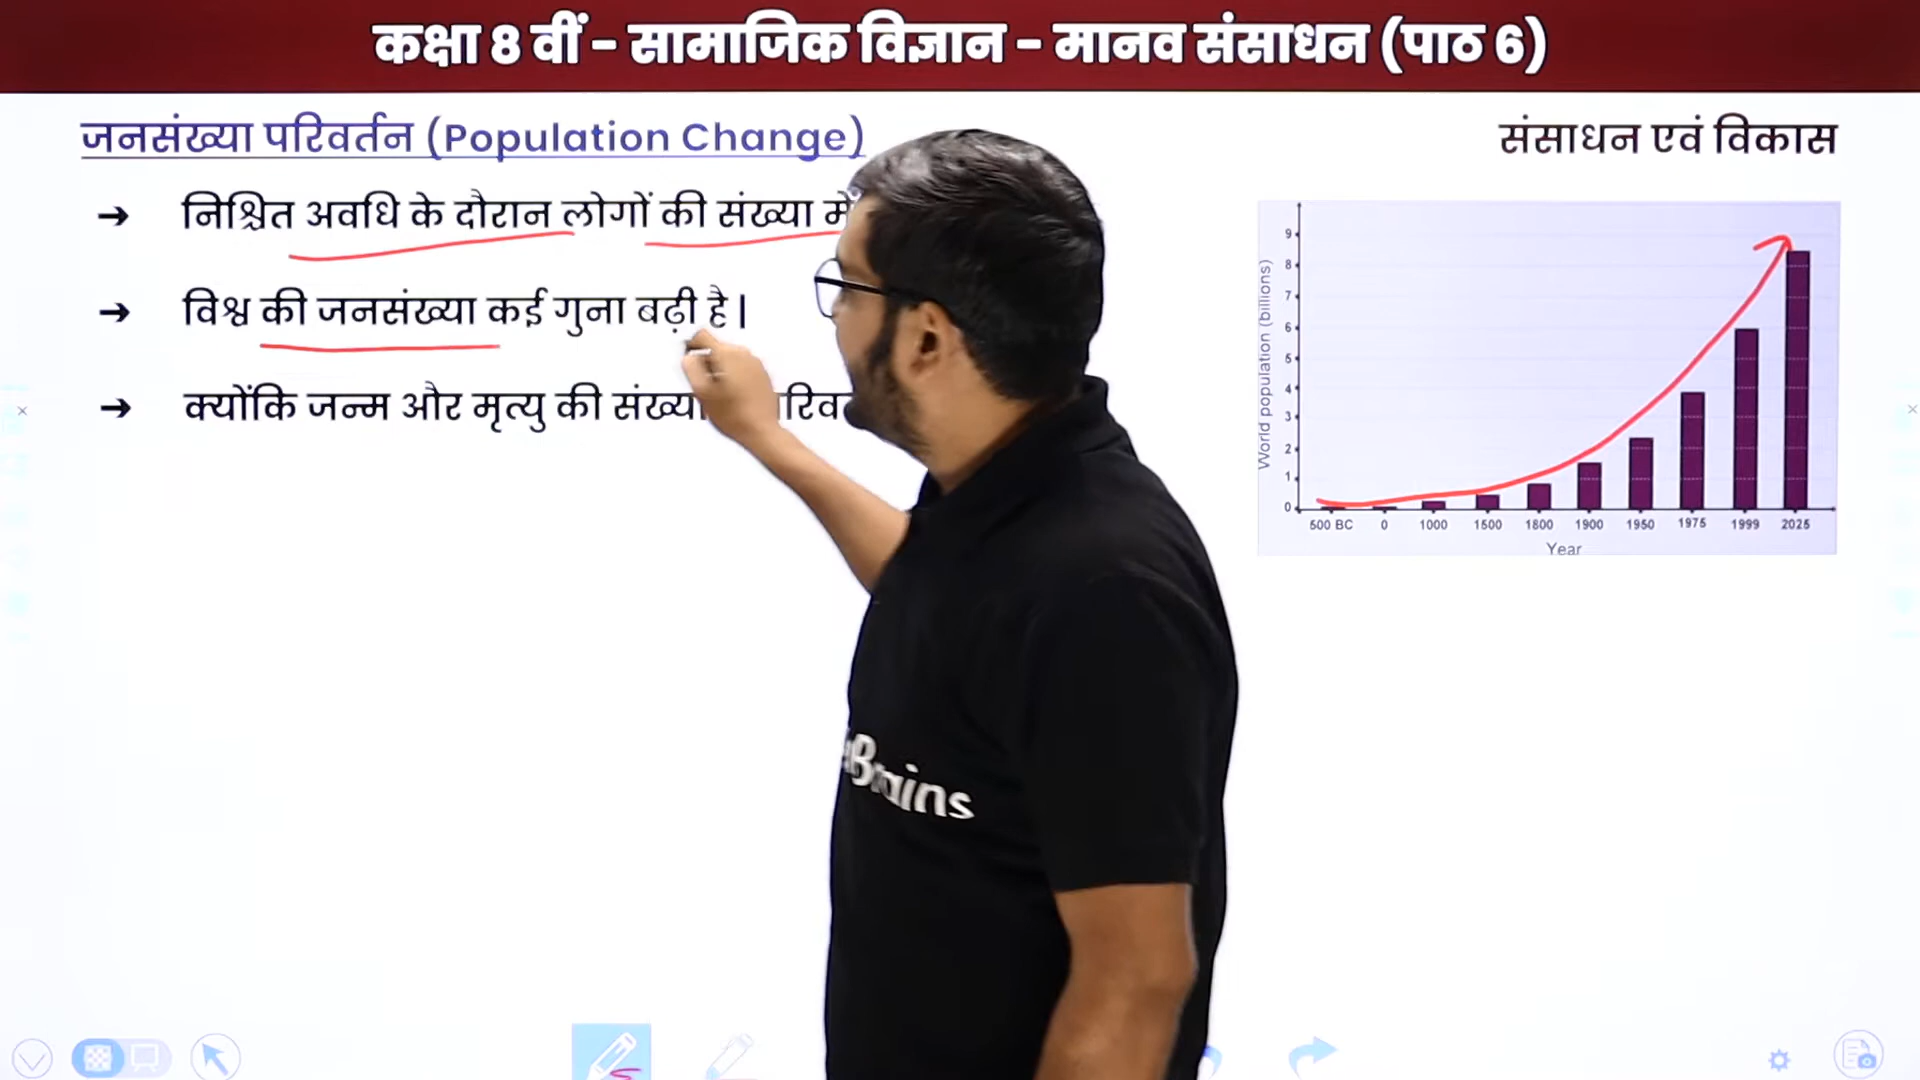 कक्षा 8 वीं - सामाजिक विज्ञान - मानव संसाधन (पाठ 6)
जनसंख्या परिवर्तन (Population Change)
संसाधन एवं विकास
→ निश्चित अवधि के दौरान लोगों की संख्या में
→ विश्व की जनसंख्या कई गुना बढ़ी है|
→ क्योंकि जन्म और मृत्यु की संख्या
World population (billions)
9
8
7
6
5
4
3
2
1
0
500 BC 0 1000 1500 1800 1900 1950 1975 1999 2025
Year
Brains